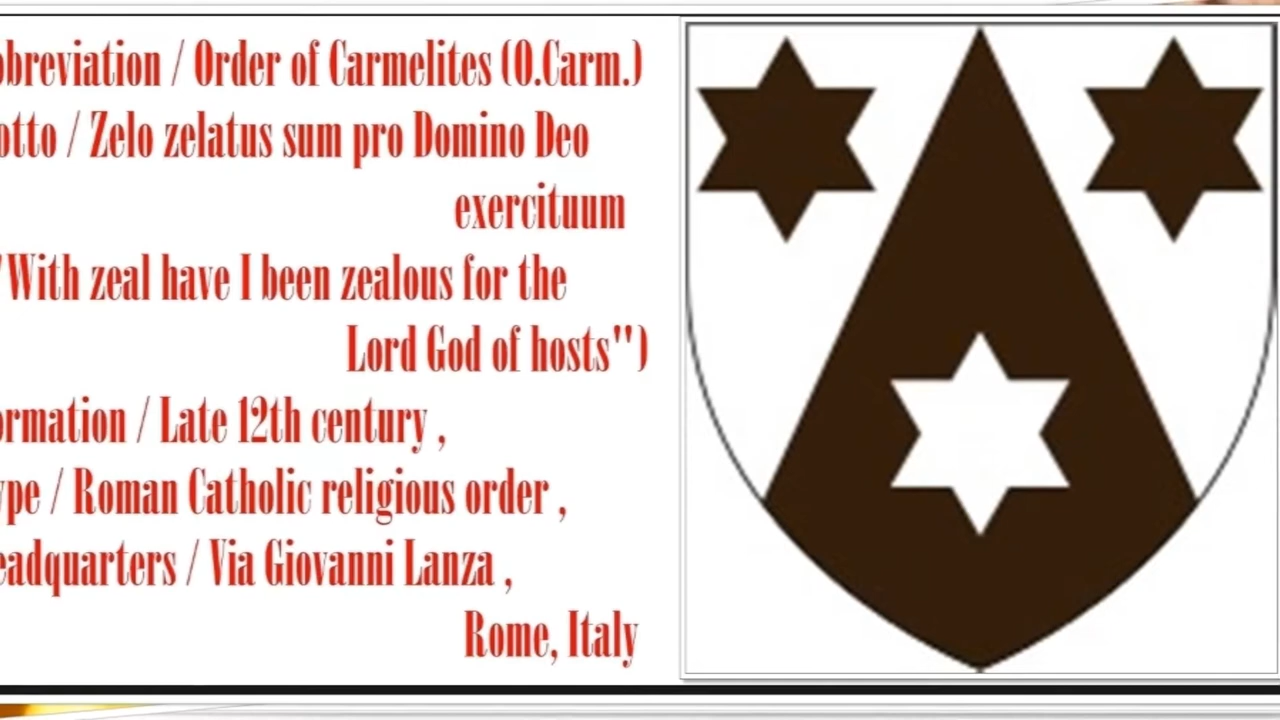 bbreviation / Order of Carmelites (O.Carm.)
otto / Zelo zelatus sum pro Domino Deo
exercituum
"With zeal have I been zealous for the
Lord God of hosts")
ormation / Late 12th century ,
ype / Roman Catholic religious order ,
eadquarters / Via Giovanni Lanza ,
Rome, Italy